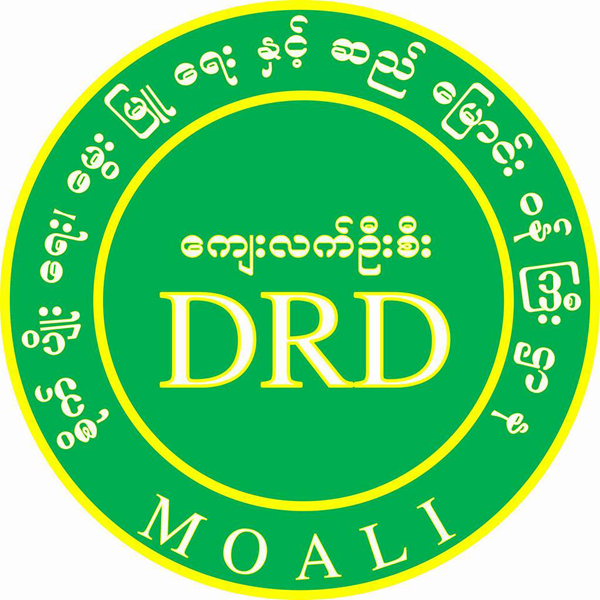 စိုက်ပျိုးရေး၊ မွေးမြူရေးနှင့် ဆည်မြောင်းဝန်ကြီးဌာန
ကျေးလက်ဦးစီး
DRD
MOALI